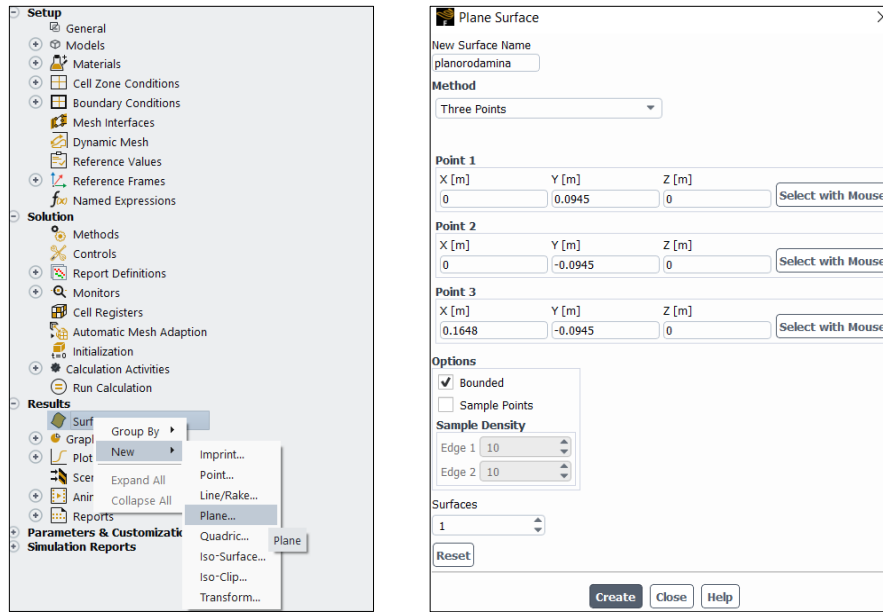 Setup
General
Models
Materials
Cell Zone Conditions
Boundary Conditions
Mesh Interfaces
Dynamic Mesh
Reference Values
Reference Frames
Named Expressions
Solution
Methods
Controls
Report Definitions
Monitors
Cell Registers
Automatic Mesh Adaption
t=0 Initialization
Calculation Activities
Run Calculation
Results
Surf
Grap
Plot
Scer
Anir
Reports
Parameters & Customizatio
Simulation Reports
Group By
New
Expand All
Collapse All
Imprint...
Point...
Line/Rake...
Plane...
Quadric...
Iso-Surface...
Iso-Clip...
Transform...
Plane
Plane Surface
New Surface Name
planorodamina
Method
Three Points
Point 1
X [m] Y [m] Z [m]
0 0.0945 0 Select with Mouse
Point 2
X [m] Y [m] Z [m]
0 -0.0945 0 Select with Mouse
Point 3
X [m] Y [m] Z [m]
0.1648 -0.0945 0 Select with Mouse
Options
Bounded
Sample Points
Sample Density
Edge 1 10
Edge 2 10
Surfaces
1
Reset
Create Close Help